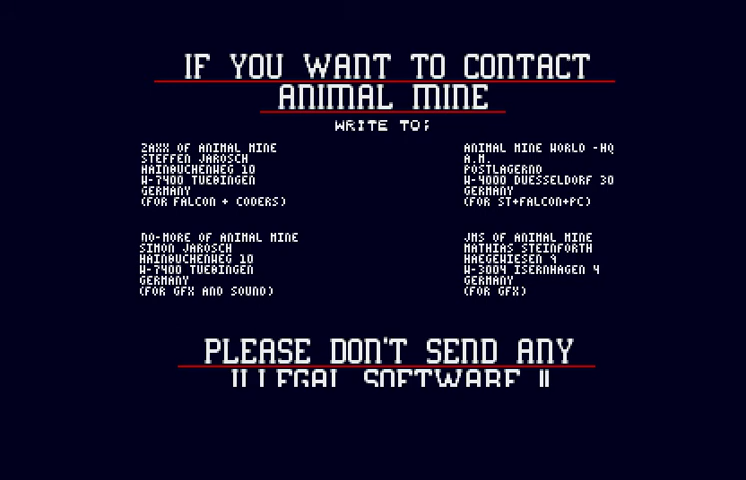 IF YOU WANT TO CONTACT
ANIMAL MINE
WRITE TO;
ZAXX OF ANIMAL MINE
STEFFEN JAROSCH
HAINBUCHENWEG 10
W-7400 TUEBINGEN
GERMANY
(FOR FALCON + CODERS)
ANIMAL MINE WORLD -HQ
A.M.
POSTLAGERND
W-4000 DUESSELDORF 30
GERMANY
(FOR ST+FALCON+PC)
NO-MORE OF ANIMAL MINE
SIMON JAROSCH
HAINBUCHENWEG 10
W-7400 TUEBINGEN
GERMANY
(FOR GFX AND SOUND)
JMS OF ANIMAL MINE
MATHIAS STEINFORTH
HAEGEWIESEN 9
W-3004 ISERNHAGEN 4
GERMANY
(FOR GFX)
PLEASE DON'T SEND ANY
ILLEGAL SOFTWARE !!